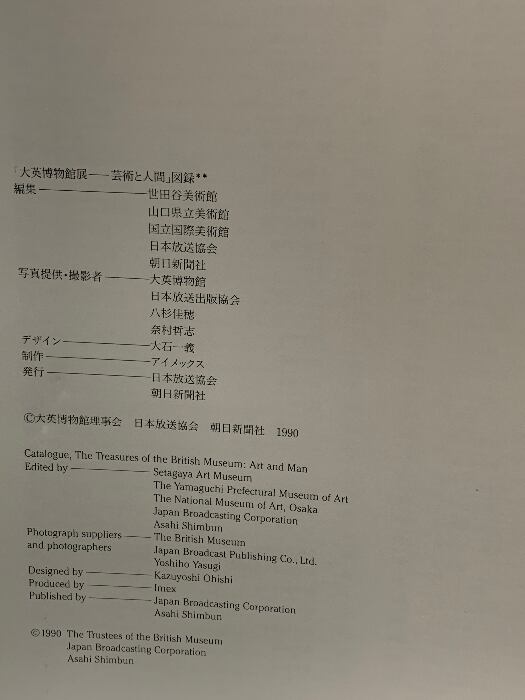 「大英博物館展——芸術と人間」図録**
編集——世田谷美術館
山口県立美術館
国立国際美術館
日本放送協会
朝日新聞社
写真提供・撮影者——大英博物館
日本放送出版協会
八杉佳穂
奈村哲志
デザイン——大石一義
制作——アイメックス
発行——日本放送協会
朝日新聞社
©大英博物館理事会 日本放送協会 朝日新聞社 1990
Catalogue, The Treasures of the British Museum: Art and Man
Edited by——Setagaya Art Museum
The Yamaguchi Prefectural Museum of Art
The National Museum of Art, Osaka
Japan Broadcasting Corporation
Asahi Shimbun
Photograph suppliers——The British Museum
and photographers Japan Broadcast Publishing Co., Ltd.
Yoshiho Yasugi
Designed by——Kazuyoshi Ohishi
Produced by——Imex
Published by——Japan Broadcasting Corporation
Asahi Shimbun
©1990 The Trustees of the British Museum
Japan Broadcasting Corporation
Asahi Shimbun